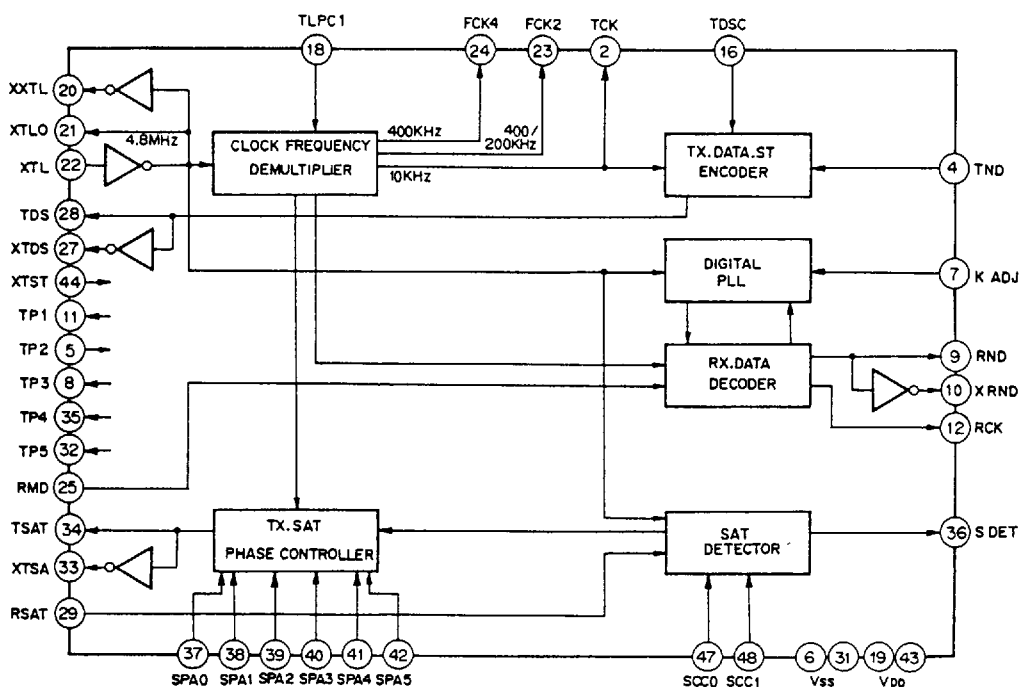 TLPC1 FCK4 FCK2 TCK TDSC
18 24 23 2 16
XXTL 20
XTLO 21
4.8MHz
XTL 22
CLOCK FREQUENCY
DEMULTIPLIER
400KHz
400/
200KHz
10KHz
TX.DATA.ST
ENCODER
4 TND
TDS 28
XTDS 27
XTST 44
DIGITAL
PLL
7 K ADJ
TP1 11
TP2 5
RX.DATA
DECODER
9 RND
TP3 8
10 XRND
TP4 35
12 RCK
TP5 32
RMD 25
TSAT 34
TX.SAT
PHASE CONTROLLER
SAT
DETECTOR
36 SDET
XTSA 33
RSAT 29
37 38 39 40 41 42 47 48 6 31 19 43
SPA0 SPA1 SPA2 SPA3 SPA4 SPA5 SCC0 SCC1 VSS VDD